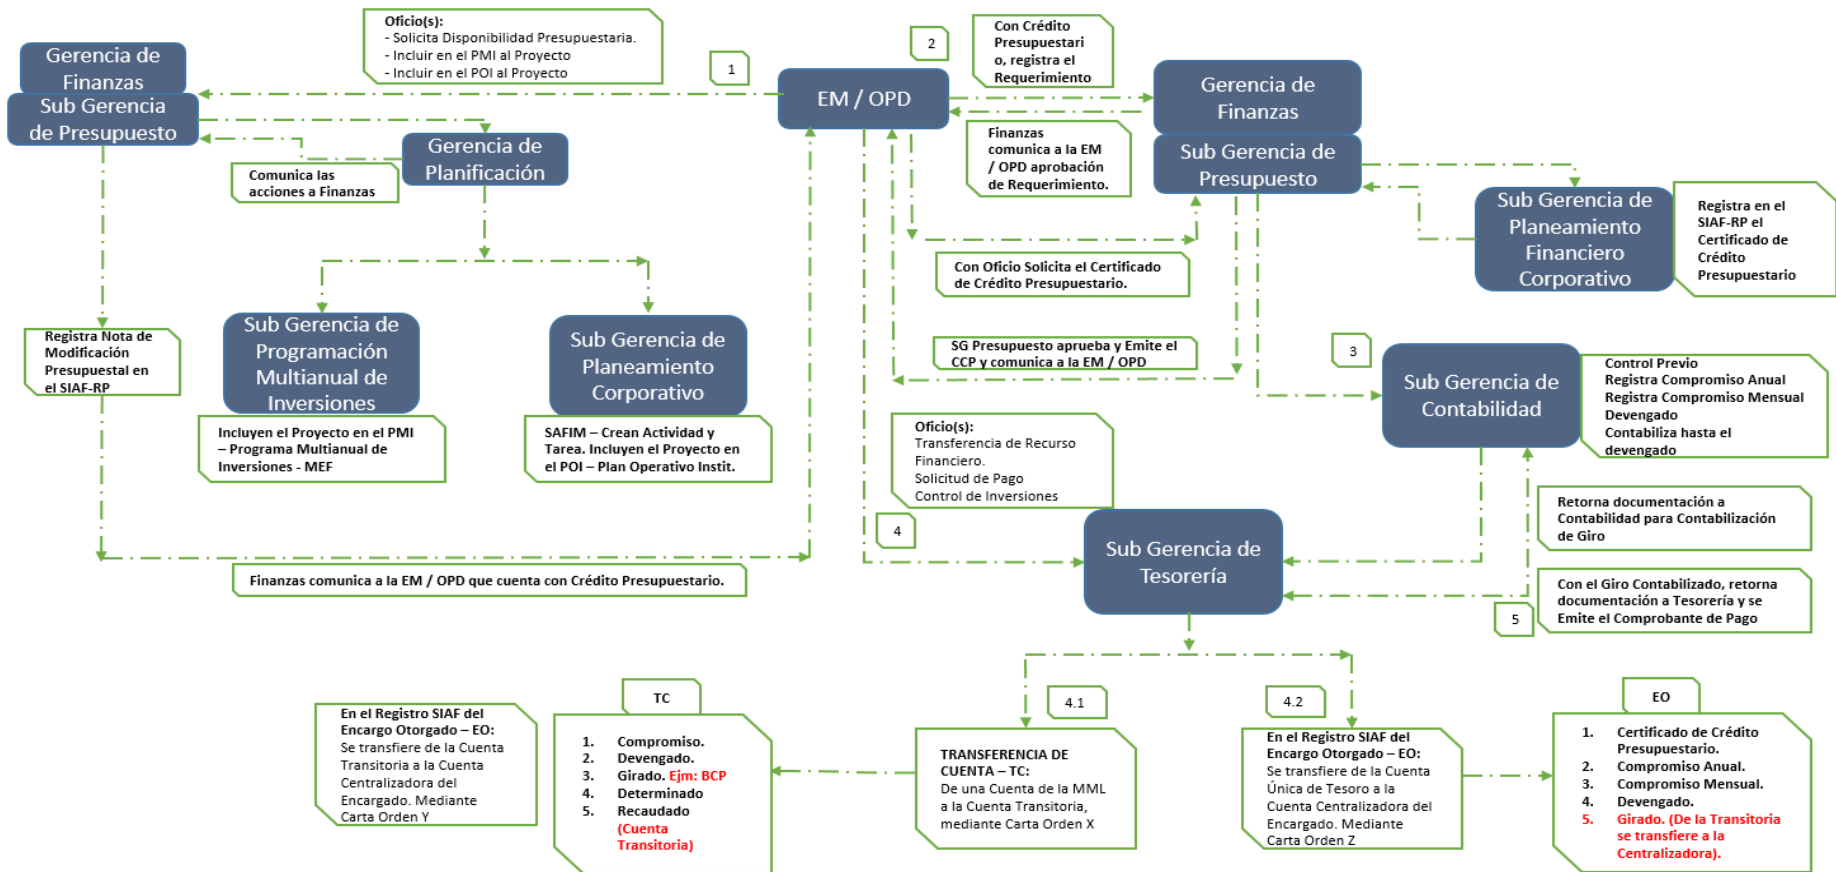 Oficio(s):
- Solicita Disponibilidad Presupuestaria.
- Incluir en el PMI al Proyecto
- Incluir en el POI al Proyecto
Gerencia de
Finanzas
Sub Gerencia
de Presupuesto
1
2
EM / OPD
Con Crédito
Presupuestari
o, registra el
Requerimiento
Gerencia de
Finanzas
Sub Gerencia de
Presupuesto
Gerencia de
Planificación
Comunica las
acciones a Finanzas
Finanzas
comunica a la EM
/ OPD aprobación
de Requerimiento.
Sub Gerencia de
Planeamiento
Financiero
Corporativo
Registra en el
SIAF-RP el
Certificado de
Crédito
Presupuestario
Con Oficio Solicita el Certificado
de Crédito Presupuestario.
Registra Nota de
Modificación
Presupuestal en
el SIAF-RP
Sub Gerencia de
Programación
Multianual de
Inversiones
Sub Gerencia de
Planeamiento
Corporativo
SG Presupuesto aprueba y Emite el
CCP y comunica a la EM / OPD
3
Sub Gerencia de
Contabilidad
Control Previo
Registra Compromiso Anual
Registra Compromiso Mensual
Devengado
Contabiliza hasta el
devengado
Incluyen el Proyecto en el PMI
– Programa Multianual de
Inversiones - MEF
SAFIM – Crean Actividad y
Tarea. Incluyen el Proyecto en
el POI – Plan Operativo Instit.
Oficio(s):
Transferencia de Recurso
Financiero.
Solicitud de Pago
Control de Inversiones
4
Sub Gerencia de
Tesorería
Retorna documentación a
Contabilidad para Contabilización
de Giro
Finanzas comunica a la EM / OPD que cuenta con Crédito Presupuestario.
5
Con el Giro Contabilizado, retorna
documentación a Tesorería y se
Emite el Comprobante de Pago
En el Registro SIAF del
Encargo Otorgado – EO:
Se transfiere de la Cuenta
Transitoria a la Cuenta
Centralizadora del
Encargado. Mediante
Carta Orden Y
TC
1. Compromiso.
2. Devengado.
3. Girado. Ejm: BCP
4. Determinado
5. Recaudado
(Cuenta
Transitoria)
4.1
TRANSFERENCIA DE
CUENTA – TC:
De una Cuenta de la MML
a la Cuenta Transitoria,
mediante Carta Orden X
4.2
En el Registro SIAF del
Encargo Otorgado – EO:
Se transfiere de la Cuenta
Única de Tesoro a la
Cuenta Centralizadora del
Encargado. Mediante
Carta Orden Z
EO
1. Certificado de Crédito
Presupuestario.
2. Compromiso Anual.
3. Compromiso Mensual.
4. Devengado.
5. Girado. (De la Transitoria
se transfiere a la
Centralizadora).